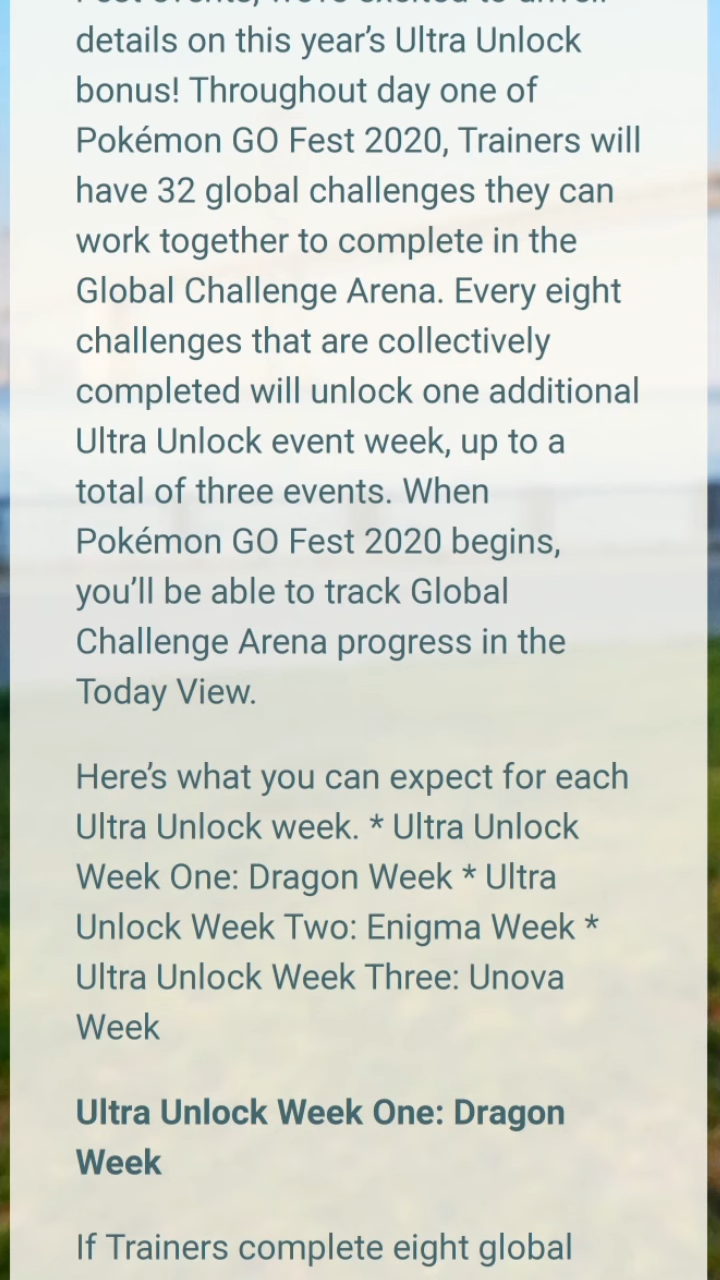 details on this year’s Ultra Unlock
bonus! Throughout day one of
Pokémon GO Fest 2020, Trainers will
have 32 global challenges they can
work together to complete in the
Global Challenge Arena. Every eight
challenges that are collectively
completed will unlock one additional
Ultra Unlock event week, up to a
total of three events. When
Pokémon GO Fest 2020 begins,
you’ll be able to track Global
Challenge Arena progress in the
Today View.
Here’s what you can expect for each
Ultra Unlock week. * Ultra Unlock
Week One: Dragon Week * Ultra
Unlock Week Two: Enigma Week *
Ultra Unlock Week Three: Unova
Week
Ultra Unlock Week One: Dragon
Week
If Trainers complete eight global